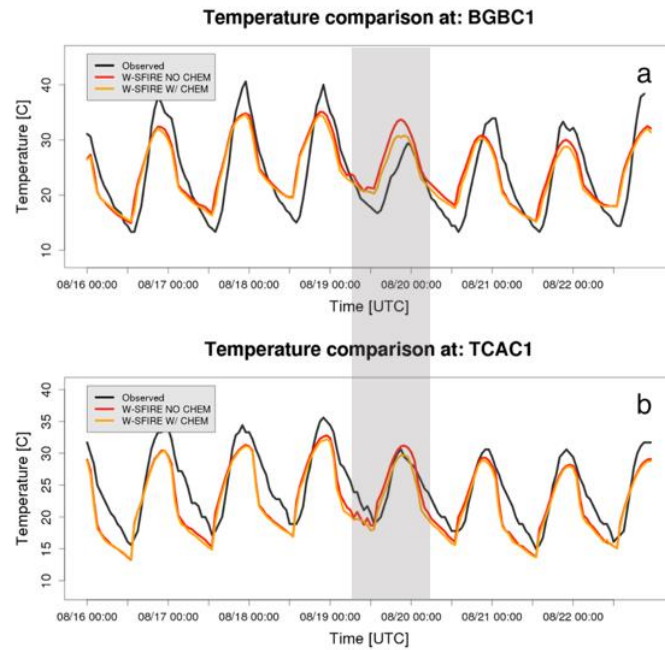 Temperature comparison at: BGBC1
a
Observed
W-SFIRE NO CHEM
W-SFIRE W/ CHEM
Temperature [C]
40
30
20
10
08/16 00:00 08/17 00:00 08/18 00:00 08/19 00:00 08/20 00:00 08/21 00:00 08/22 00:00
Time [UTC]
Temperature comparison at: TCAC1
b
Observed
W-SFIRE NO CHEM
W-SFIRE W/ CHEM
Temperature [C]
40
35
30
25
20
15
10
08/16 00:00 08/17 00:00 08/18 00:00 08/19 00:00 08/20 00:00 08/21 00:00 08/22 00:00
Time [UTC]